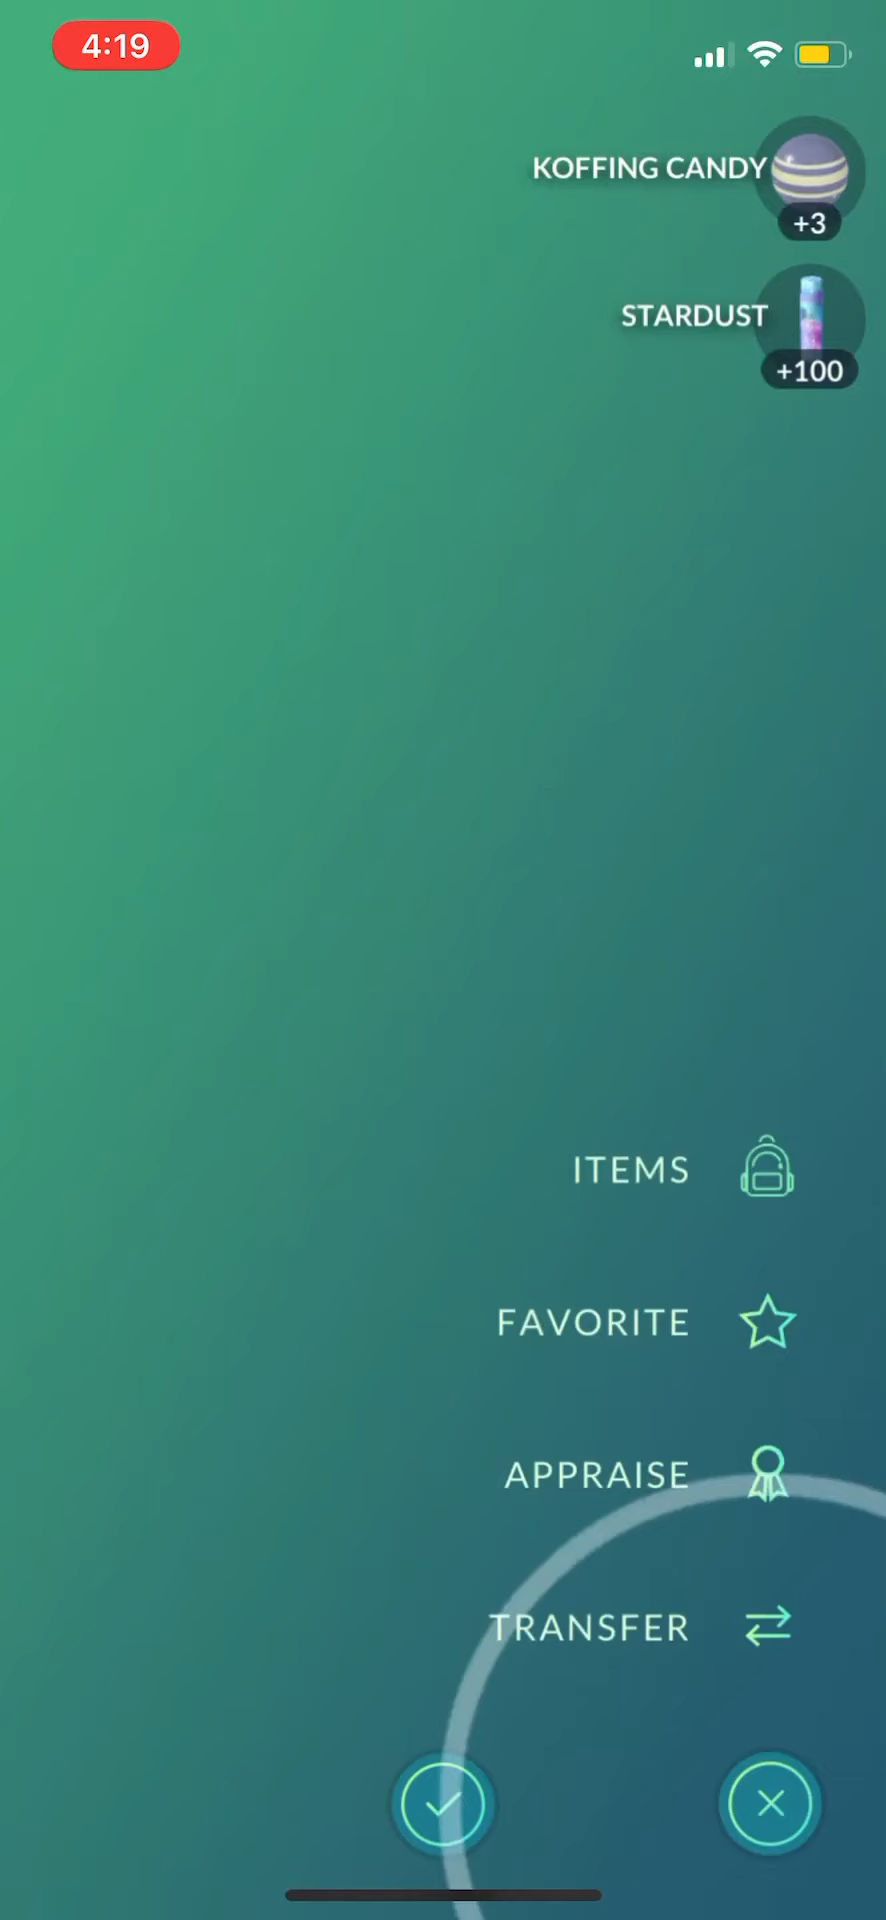 4:19
KOFFING CANDY
+3
STARDUST
+100
ITEMS
FAVORITE
APPRAISE
TRANSFER